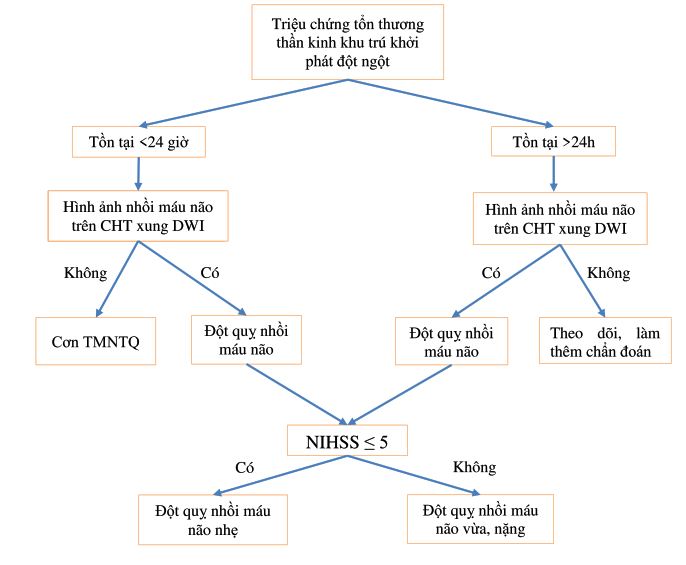 Triệu chứng tổn thương
thần kinh khu trú khởi
phát đột ngột
Tồn tại <24 giờ
Tồn tại >24h
Hình ảnh nhồi máu não
trên CHT xung DWI
Hình ảnh nhồi máu não
trên CHT xung DWI
Không
Có
Có
Không
Cơn TMNTQ
Đột quỵ nhồi
máu não
Đột quỵ nhồi
máu não
Theo dõi, làm
thêm chẩn đoán
NIHSS ≤ 5
Có
Không
Đột quỵ nhồi máu
não nhẹ
Đột quỵ nhồi máu
não vừa, nặng